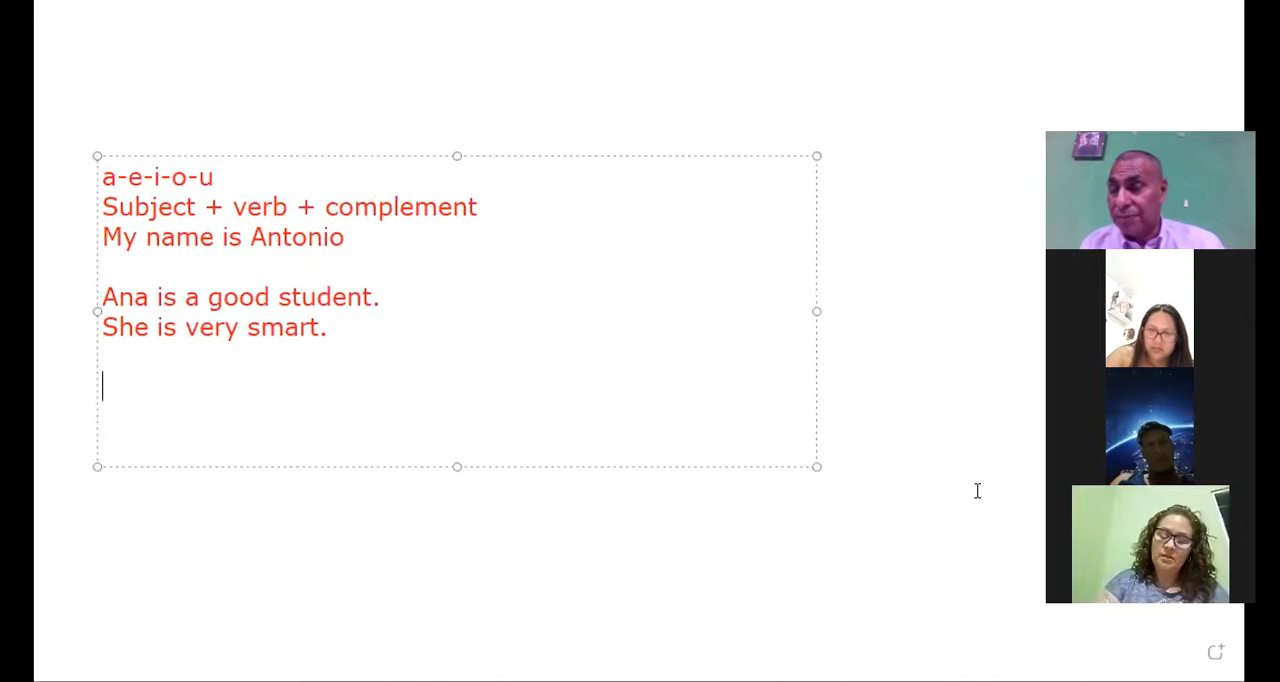 a-e-i-o-u
Subject + verb + complement
My name is Antonio
Ana is a good student.
She is very smart.